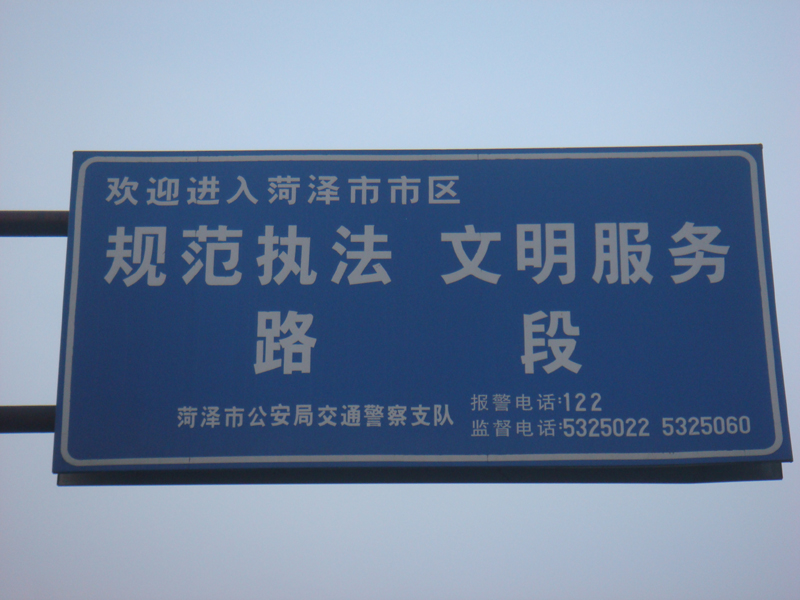 欢迎进入菏泽市市区
规范执法 文明服务
路 段
菏泽市公安局交通警察支队
报警电话:122
监督电话:5325022 5325060